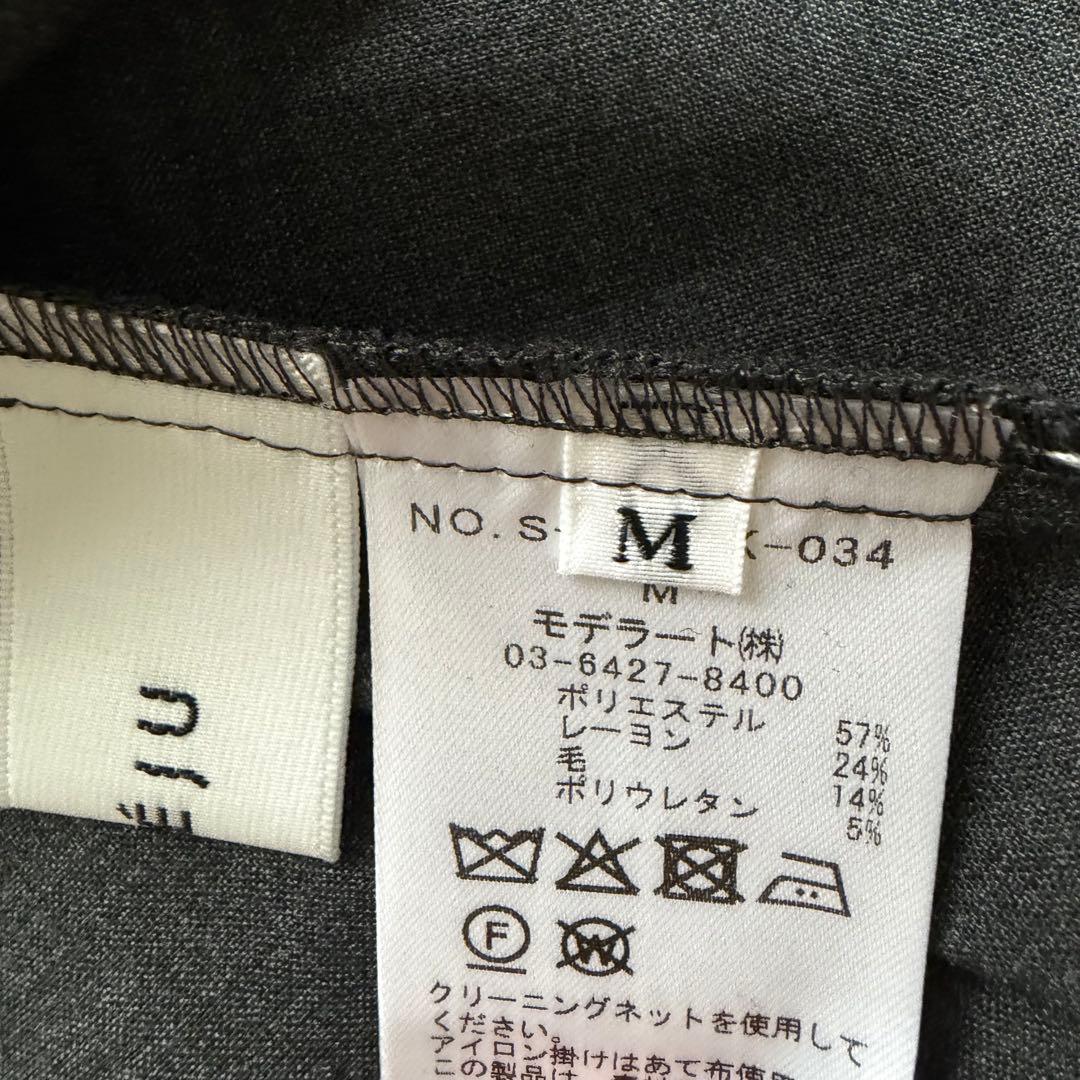 M
NO.S- -034
M
モデラート(株)
03-6427-8400
ポリエステル 57%
レーヨン 24%
毛 14%
ポリウレタン 5%
F
W
クリーニングネットを使用して
ください。
アイロン掛けはあて布使用
この製品は、